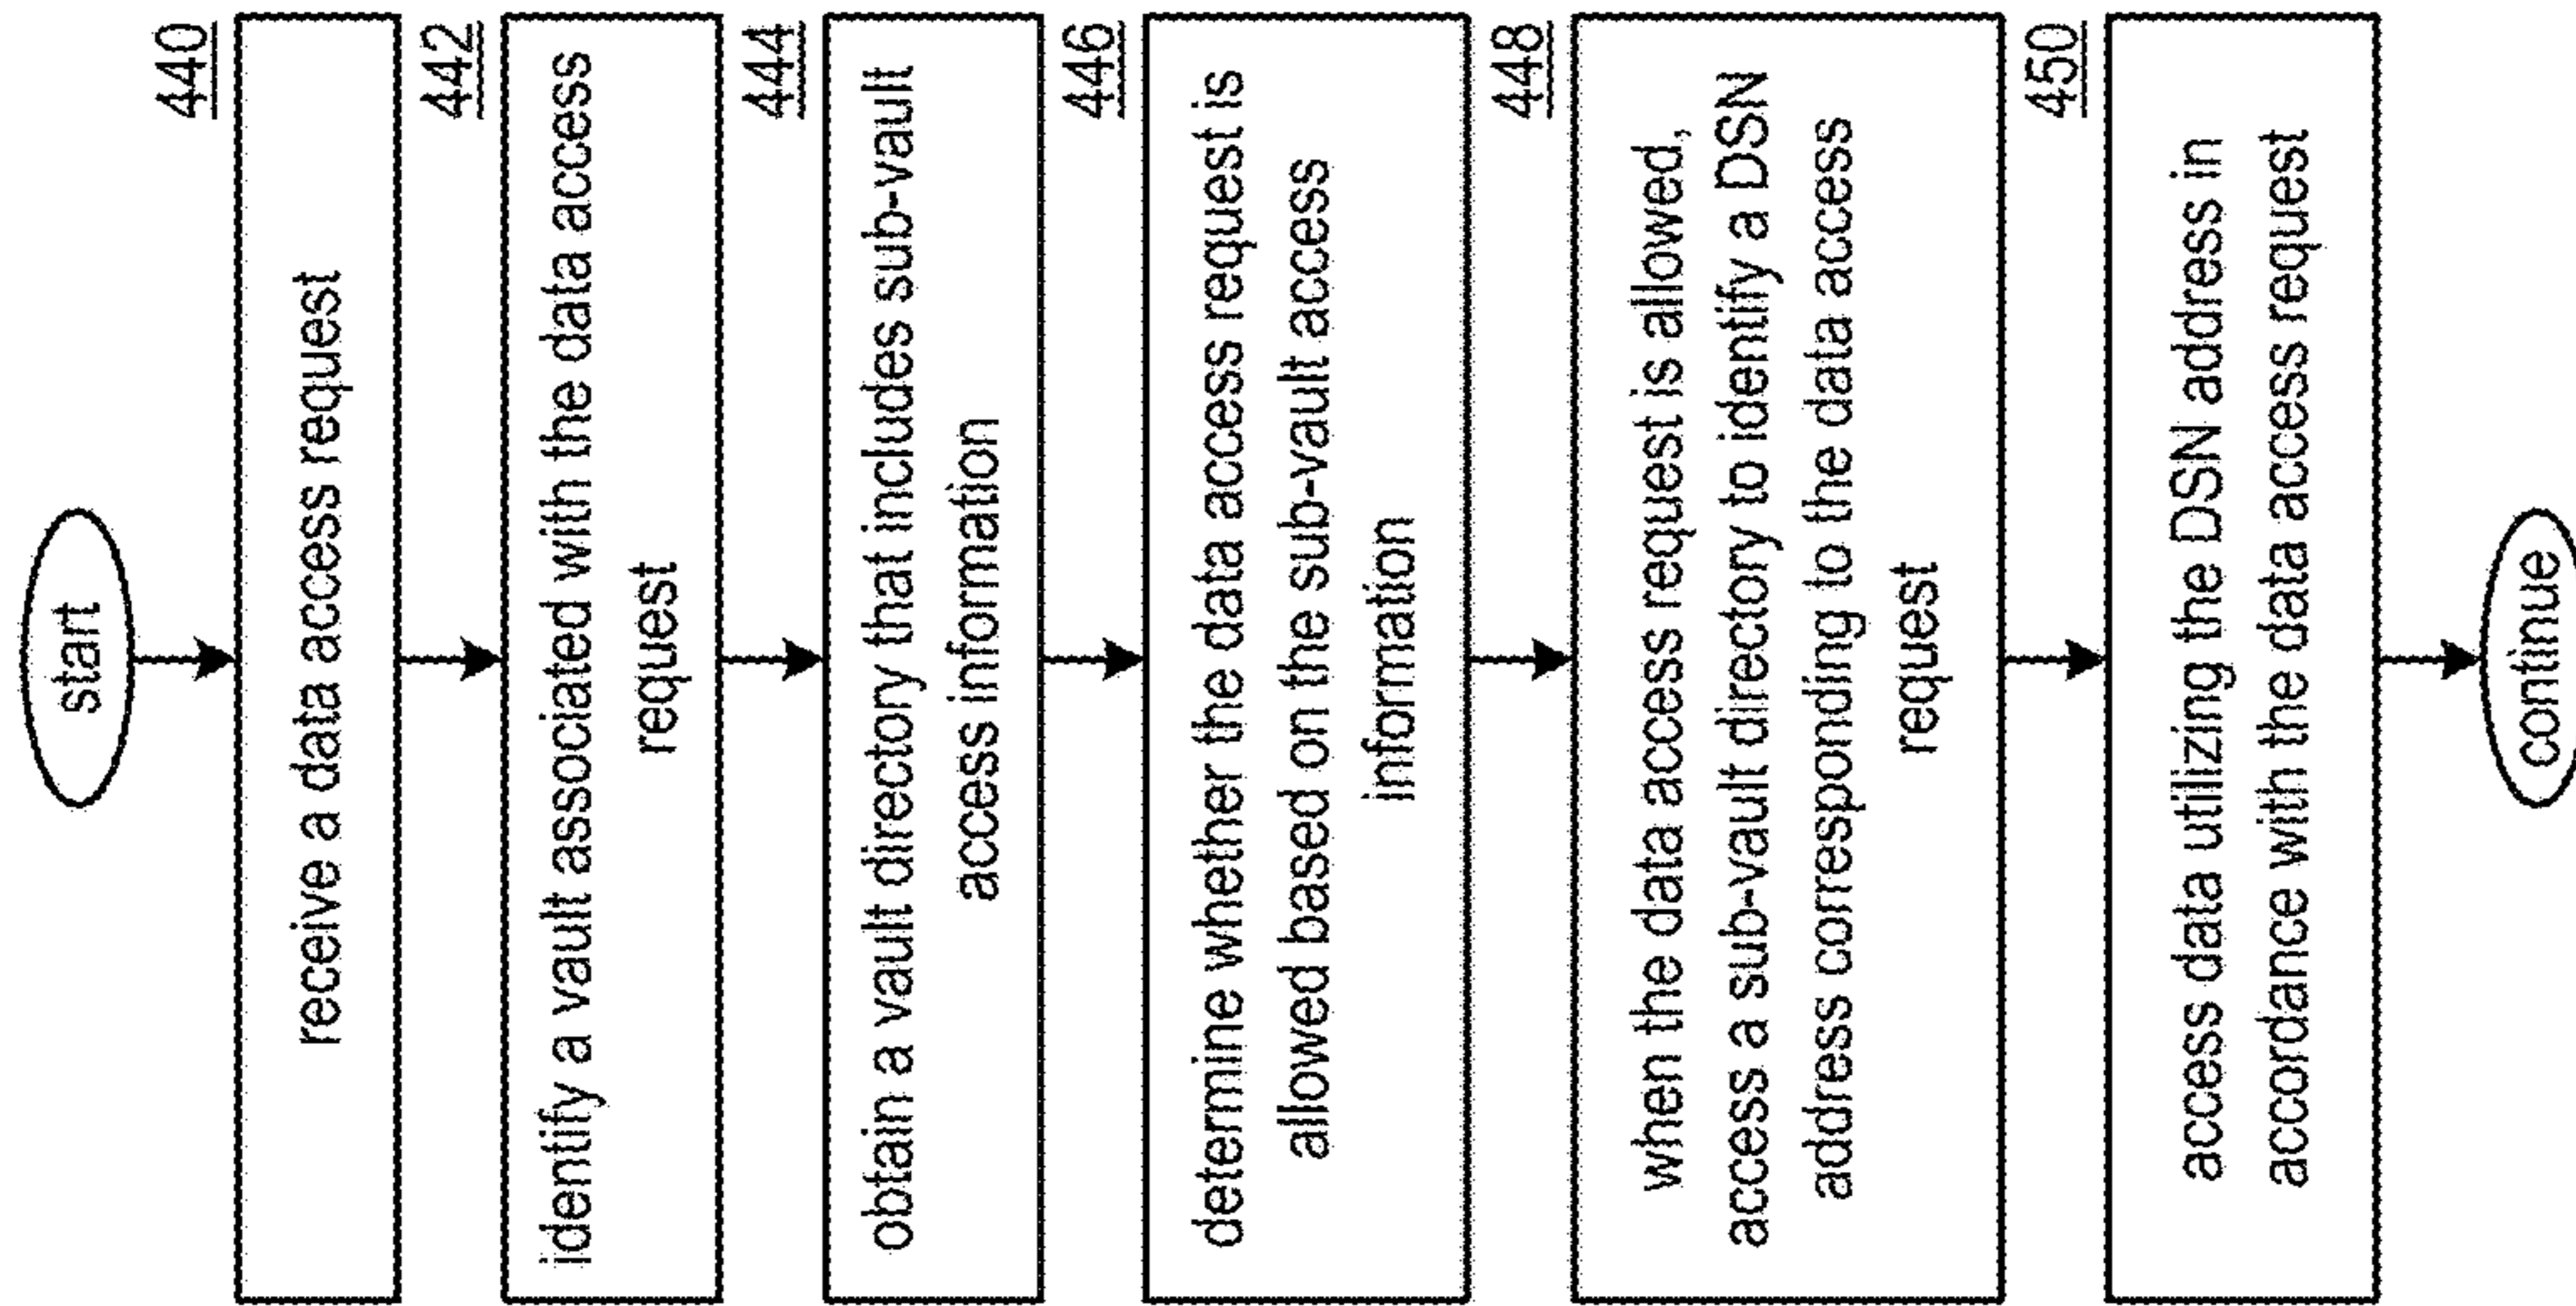 start
440
receive a data access request
442
identify a vault associated with the data access
request
444
obtain a vault directory that includes sub-vault
access information
446
determine whether the data access request is
allowed based on the sub-vault access
information
448
when the data access request is allowed,
access a sub-vault directory to identify a DSN
address corresponding to the data access
request
450
access data utilizing the DSN address in
accordance with the data access request
continue